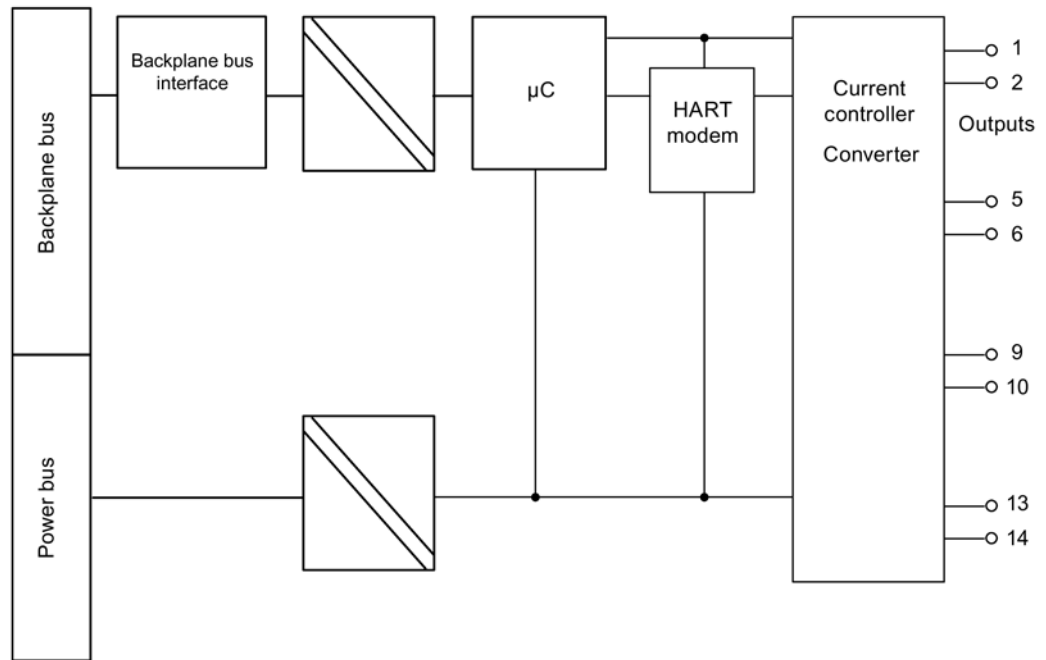 Backplane bus
Power bus
Backplane bus
interface
µC
HART
modem
Current
controller
Converter
1
2
Outputs
5
6
9
10
13
14